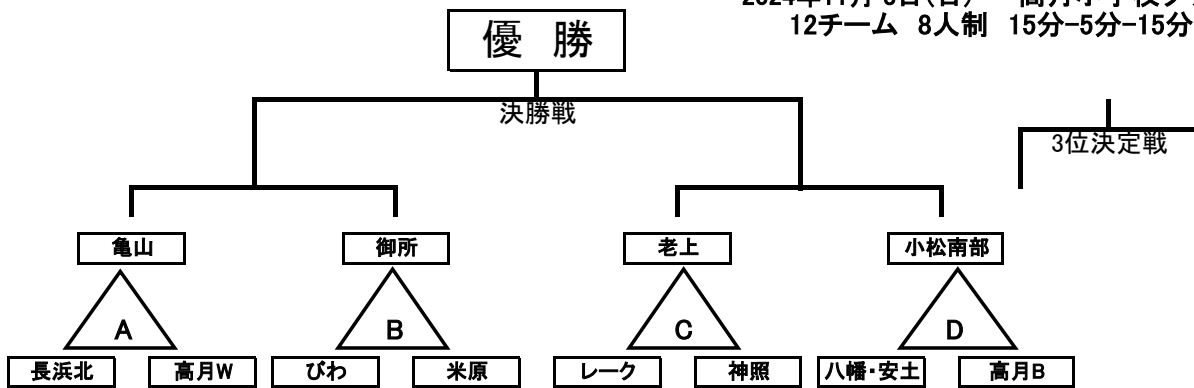 12チーム 8人制 15分-5分-15分
優 勝
決勝戦
3位決定戦
亀山 御所 老上 小松南部
A B C D
長浜北 高月W びわ 米原 レーク 神照 八幡・安土 高月B